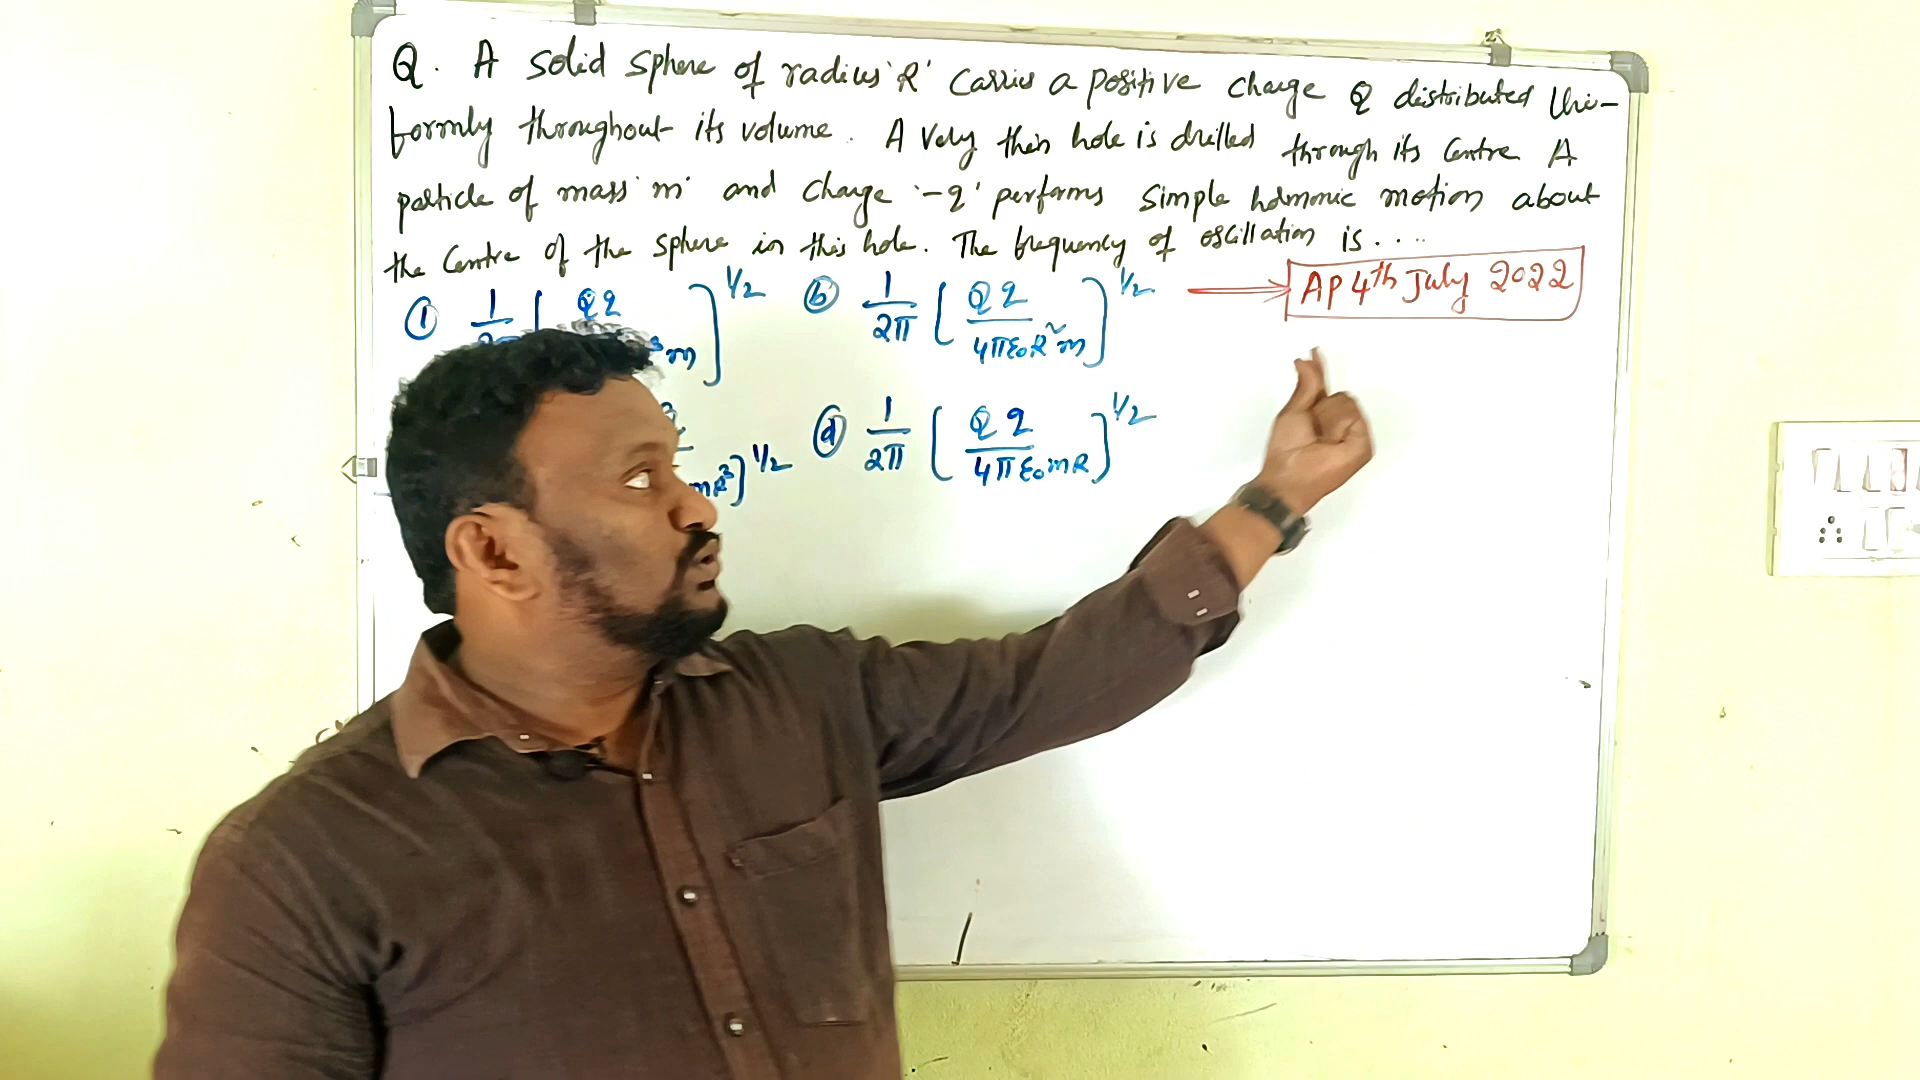 Q. A solid sphere of radius 'R' carries a positive charge Q distributed Uni-
formly throughout its volume. A very thin hole is drilled through its centre A
particle of mass 'm' and charge '-q' performs simple harmonic motion about
the centre of the sphere in this hole. The frequency of oscillation is....
① 1 [ Qq m ]^1/2 ⓑ 1/2π [ Qq / 4πε₀R²m ]^1/2 → AP 4th July 2022
mR³)^1/2 ⓓ 1/2π [ Qq / 4πε₀mR ]^1/2